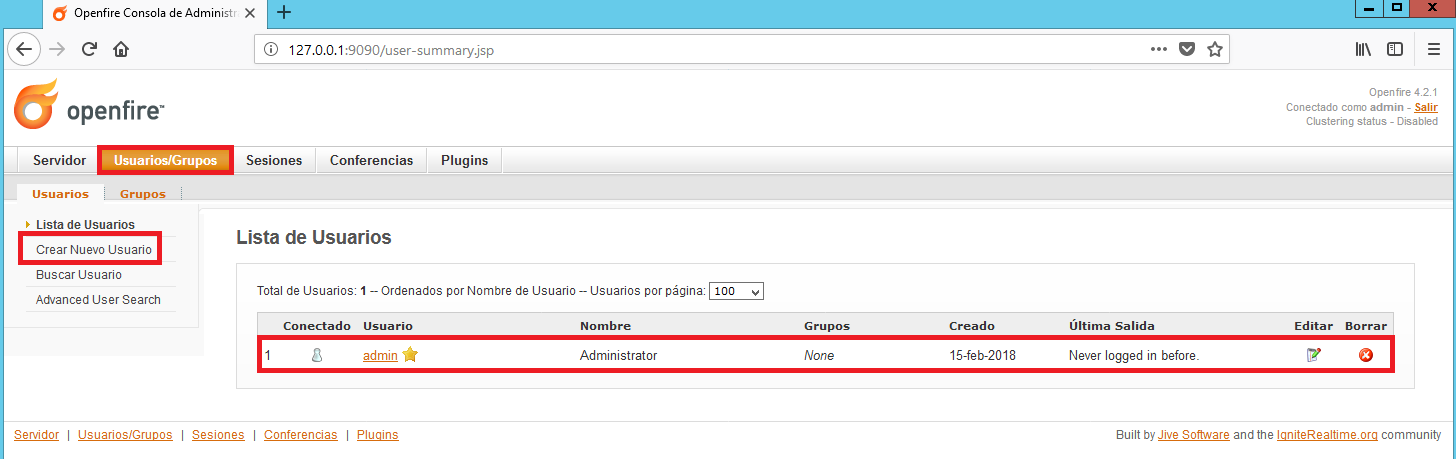 Openfire Consola de Administra
127.0.0.1:9090/user-summary.jsp
openfire™
Openfire 4.2.1
Conectado como admin - Salir
Clustering status - Disabled
Servidor Usuarios/Grupos Sesiones Conferencias Plugins
Usuarios Grupos
Lista de Usuarios
Crear Nuevo Usuario
Buscar Usuario
Advanced User Search
Lista de Usuarios
Total de Usuarios: 1 -- Ordenados por Nombre de Usuario -- Usuarios por página: 100
Conectado Usuario Nombre Grupos Creado Última Salida Editar Borrar
1 admin Administrator None 15-feb-2018 Never logged in before.
Servidor | Usuarios/Grupos | Sesiones | Conferencias | Plugins
Built by Jive Software and the IgniteRealtime.org community